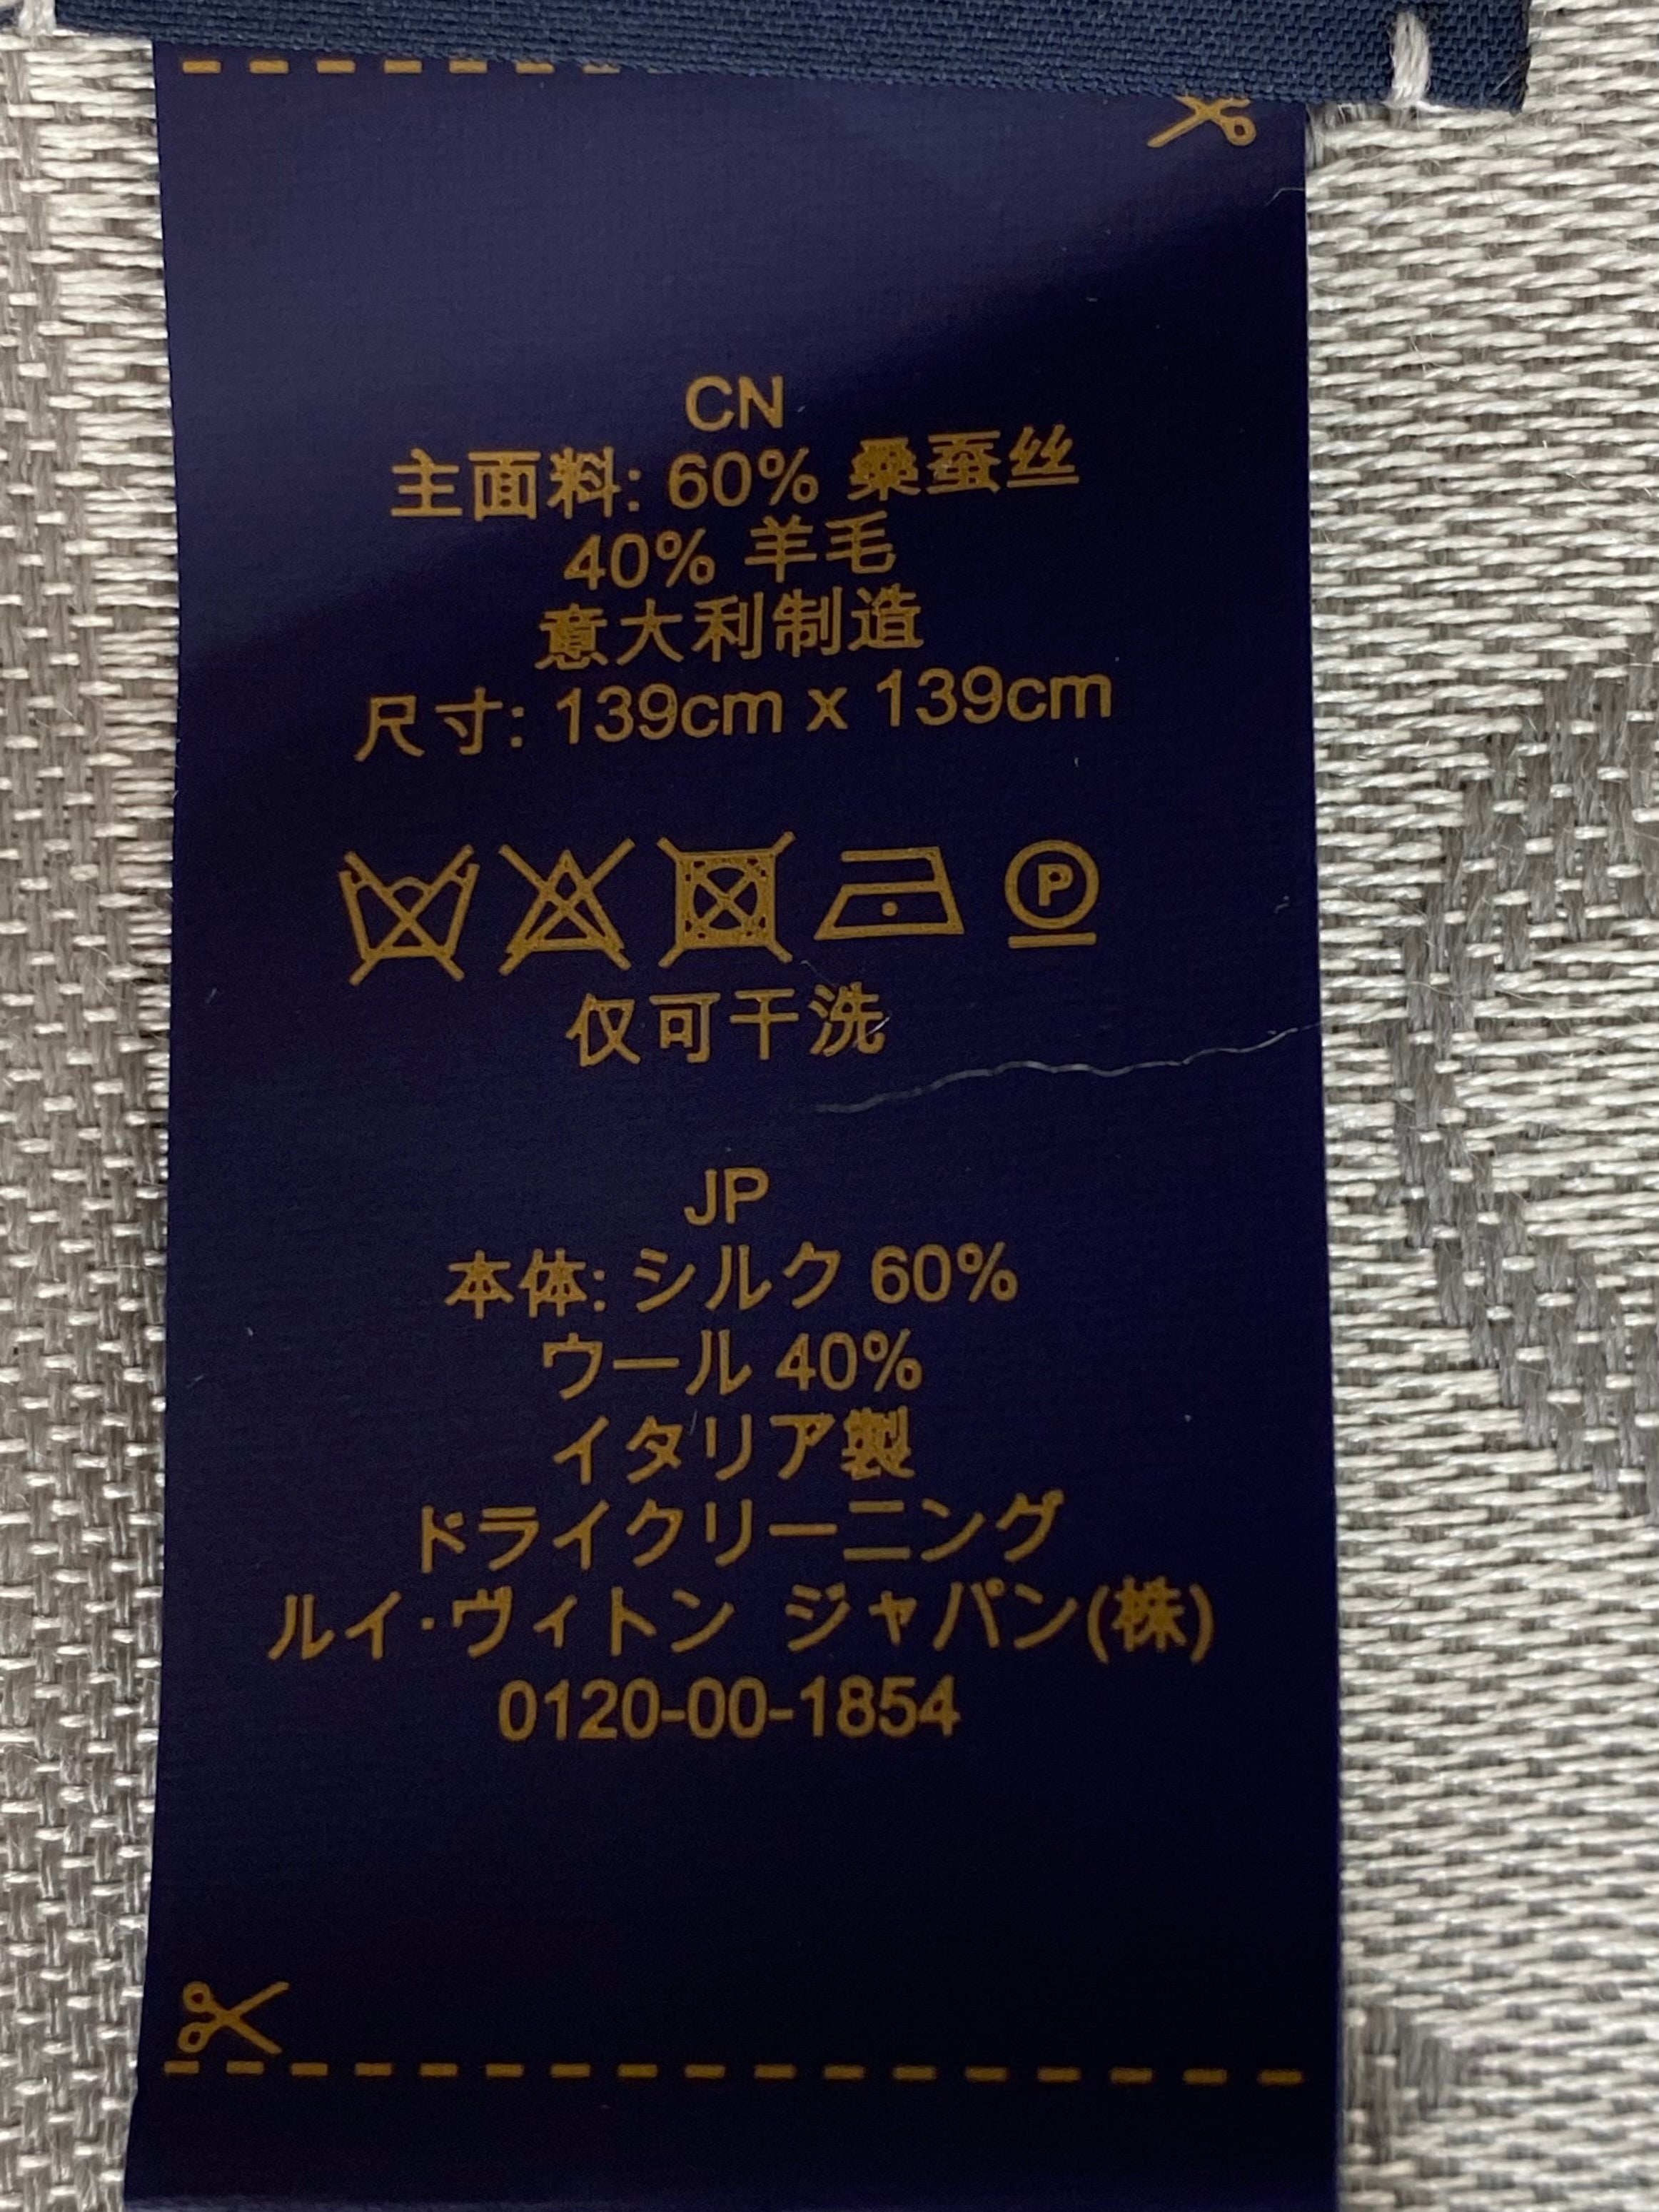 CN
主面料: 60% 桑蚕丝
40% 羊毛
意大利制造
尺寸: 139cm x 139cm
P
仅可干洗
JP
本体: シルク 60%
ウール 40%
イタリア製
ドライクリーニング
ルイ·ヴィトン ジャパン(株)
0120-00-1854